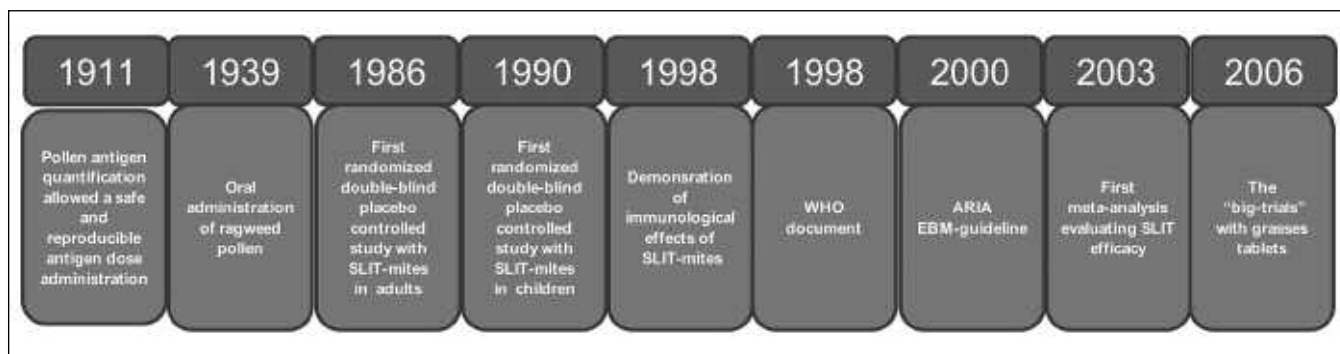 1911
Pollen antigen
quantification
allowed a safe
and
reproducible
antigen dose
administration
1939
Oral
administration
of ragweed
pollen
1986
First
randomized
double-blind
placebo
controlled
study with
SLIT-mites
in adults
1990
First
randomized
double-blind
placebo
controlled
study with
SLIT-mites
in children
1998
Demonsration
of
immunological
effects of
SLIT-mites
1998
WHO
document
2000
ARIA
EBM-guideline
2003
First
meta-analysis
evaluating SLIT
efficacy
2006
The
“big-trials”
with grasses
tablets